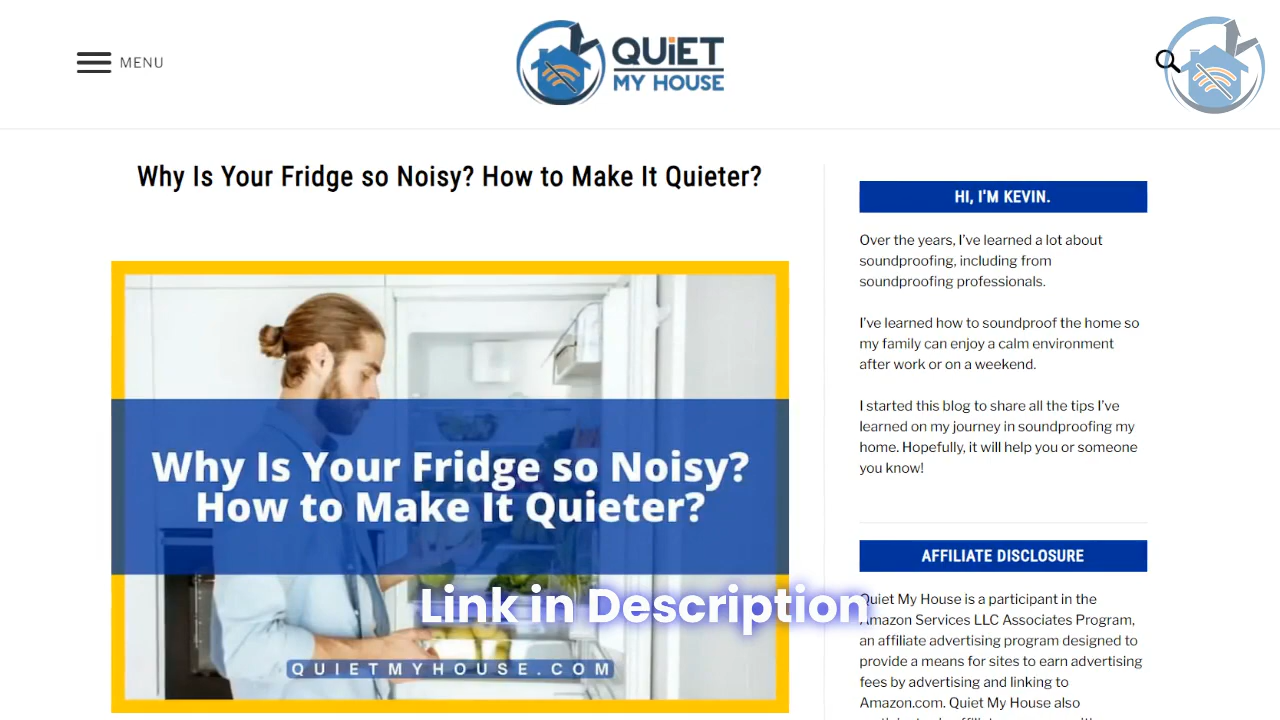 MENU
QUiET
MY HOUSE
Why Is Your Fridge so Noisy? How to Make It Quieter?
Why Is Your Fridge so Noisy?
How to Make It Quieter?
Link in Description
QUIETMYHOUSE.COM
HI, I'M KEVIN.
Over the years, I've learned a lot about
soundproofing, including from
soundproofing professionals.
I've learned how to soundproof the home so
my family can enjoy a calm environment
after work or on a weekend.
I started this blog to share all the tips I've
learned on my journey in soundproofing my
home. Hopefully, it will help you or someone
you know!
AFFILIATE DISCLOSURE
Quiet My House is a participant in the
Amazon Services LLC Associates Program,
an affiliate advertising program designed to
provide a means for sites to earn advertising
fees by advertising and linking to
Amazon.com. Quiet My House also